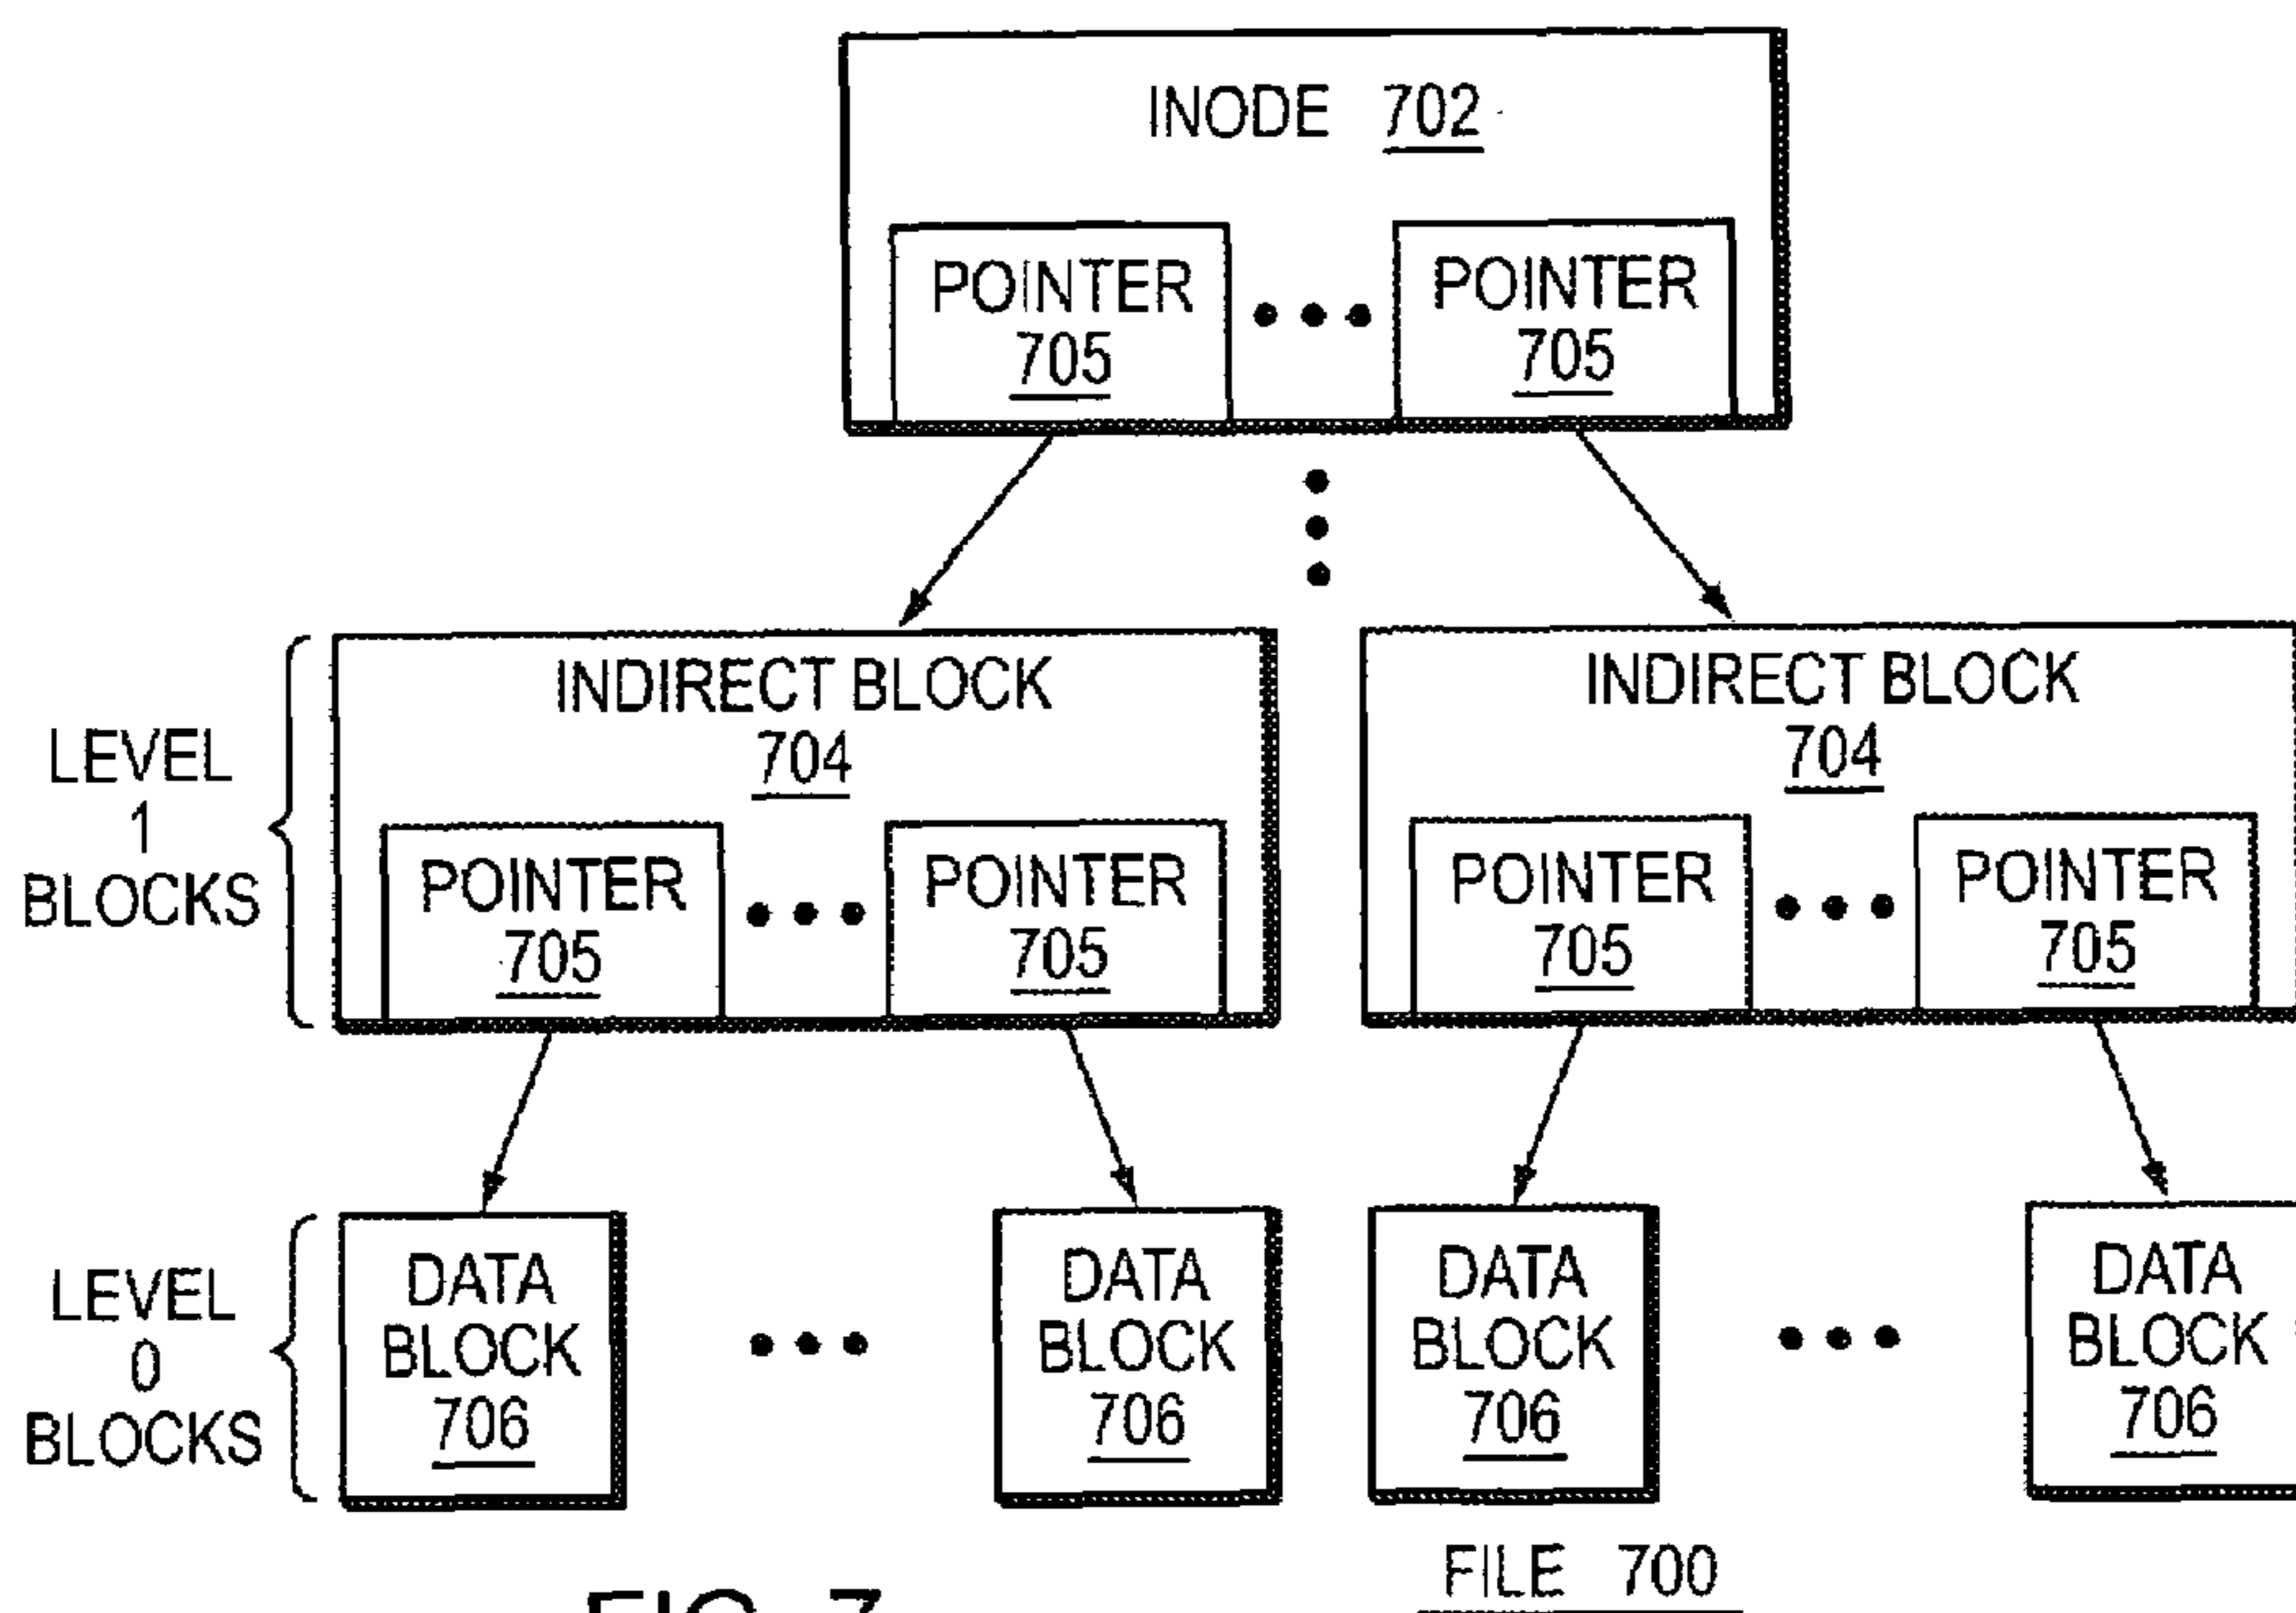 INODE 702
POINTER POINTER
705 705
INDIRECT BLOCK INDIRECT BLOCK
704 704
LEVEL
1
BLOCKS
POINTER POINTER POINTER POINTER
705 705 705 705
LEVEL
0
BLOCKS
DATA DATA DATA DATA
BLOCK BLOCK BLOCK BLOCK
706 706 706 706
FILE 700
FIG. 7